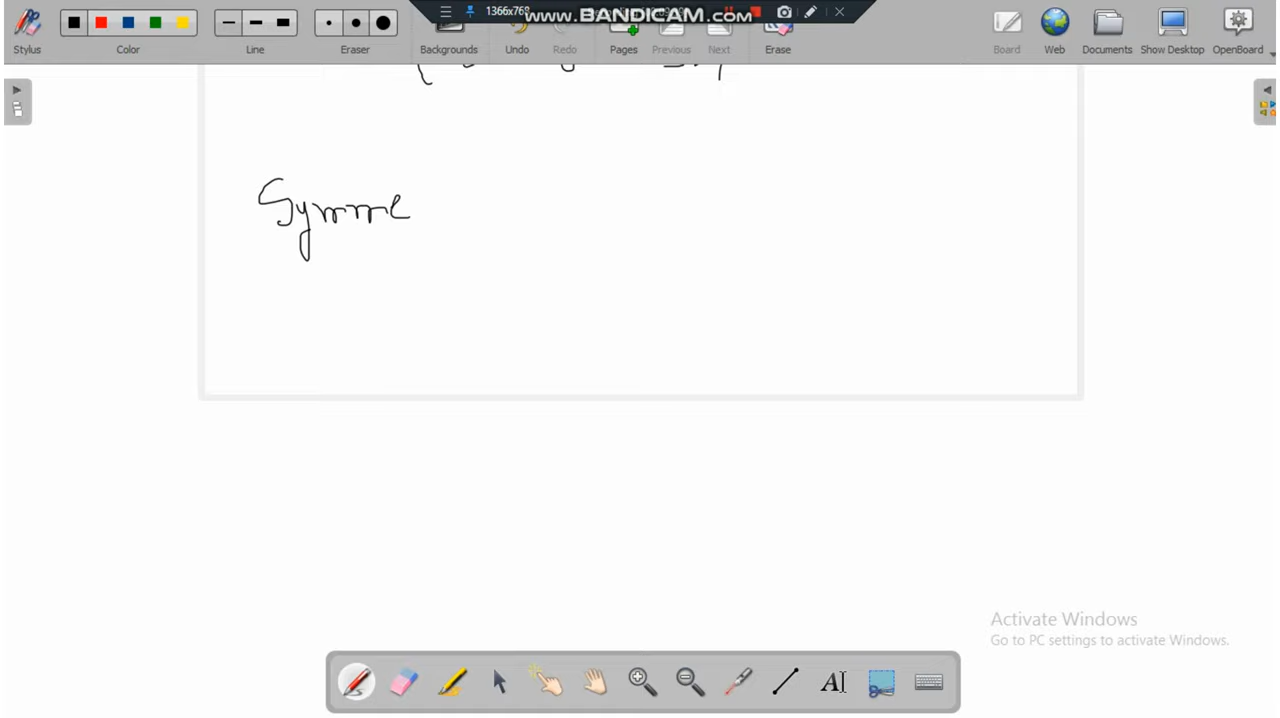 1366x768
www.BANDICAM.com
Stylus Color Line Eraser Backgrounds Undo Redo Pages Previous Next Erase Board Web Documents Show Desktop OpenBoard
Symme
Activate Windows
Go to PC settings to activate Windows.